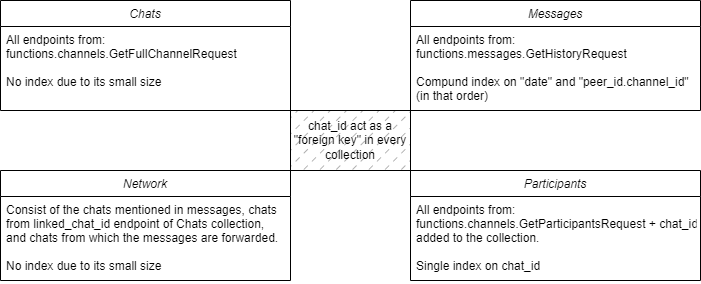 Chats
All endpoints from:
functions.channels.GetFullChannelRequest
No index due to its small size
Messages
All endpoints from:
functions.messages.GetHistoryRequest
Compund index on "date" and "peer_id.channel_id"
(in that order)
chat_id act as a
"foreign key" in every
collection
Network
Consist of the chats mentioned in messages, chats
from linked_chat_id endpoint of Chats collection,
and chats from which the messages are forwarded.
No index due to its small size
Participants
All endpoints from:
functions.channels.GetParticipantsRequest + chat_id
added to the collection.
Single index on chat_id